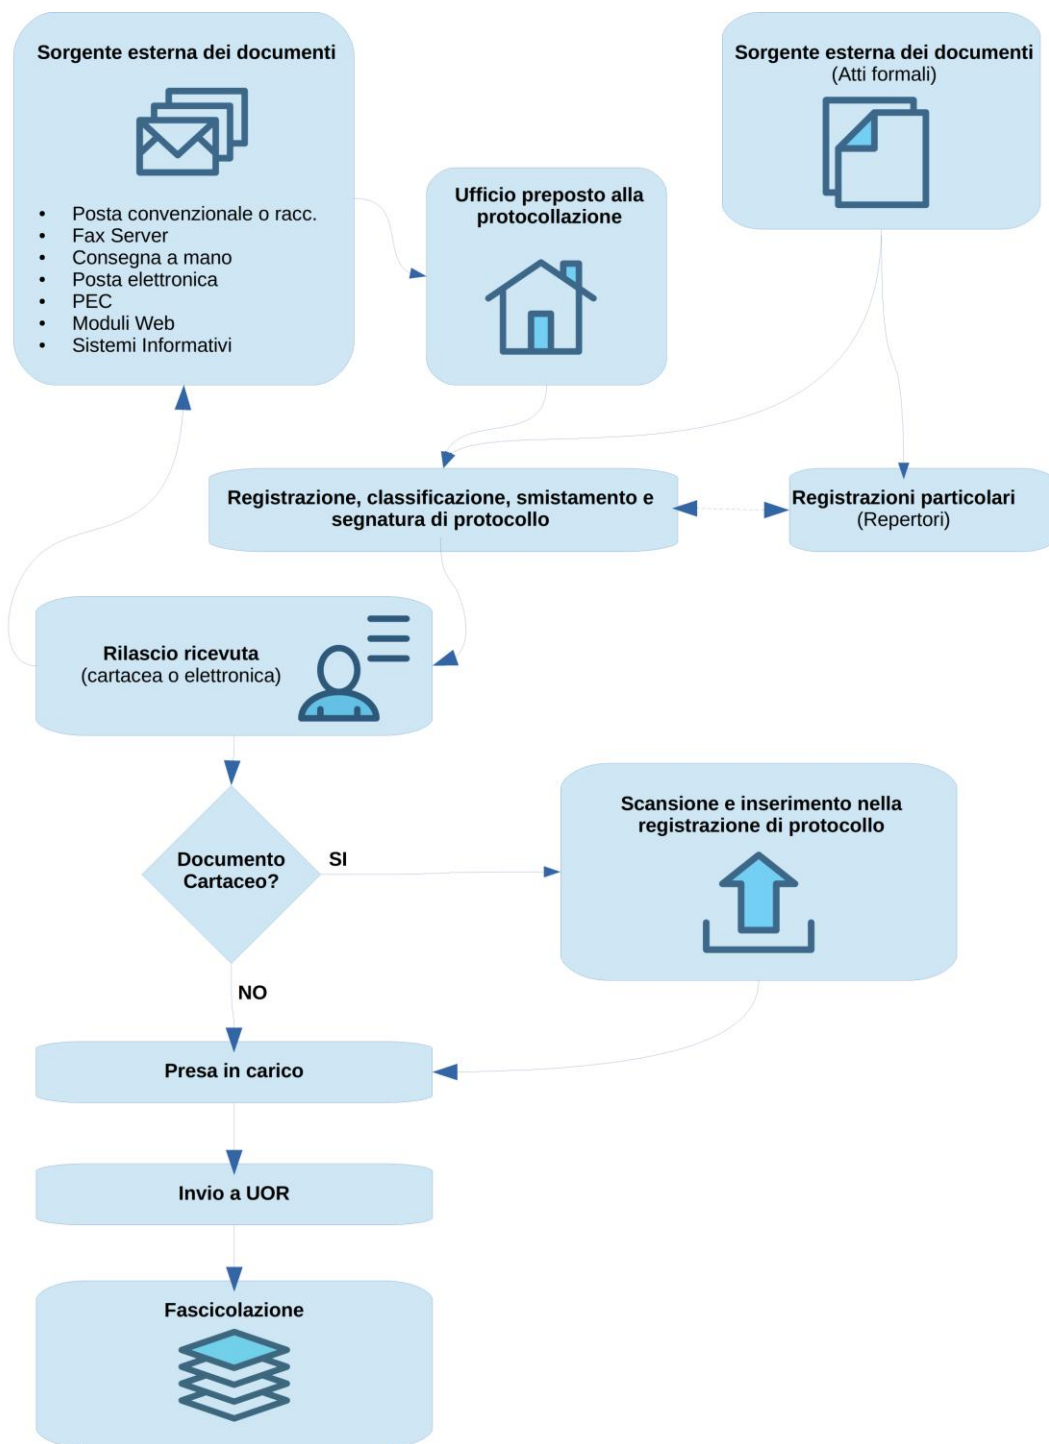 Sorgente esterna dei documenti
• Posta convenzionale o racc.
• Fax Server
• Consegna a mano
• Posta elettronica
• PEC
• Moduli Web
• Sistemi Informativi
Ufficio preposto alla
protocollazione
Sorgente esterna dei documenti
(Atti formali)
Registrazione, classificazione, smistamento e
segnatura di protocollo
Registrazioni particolari
(Repertori)
Rilascio ricevuta
(cartacea o elettronica)
Documento
Cartaceo?
SI
Scansione e inserimento nella
registrazione di protocollo
NO
Presa in carico
Invio a UOR
Fascicolazione